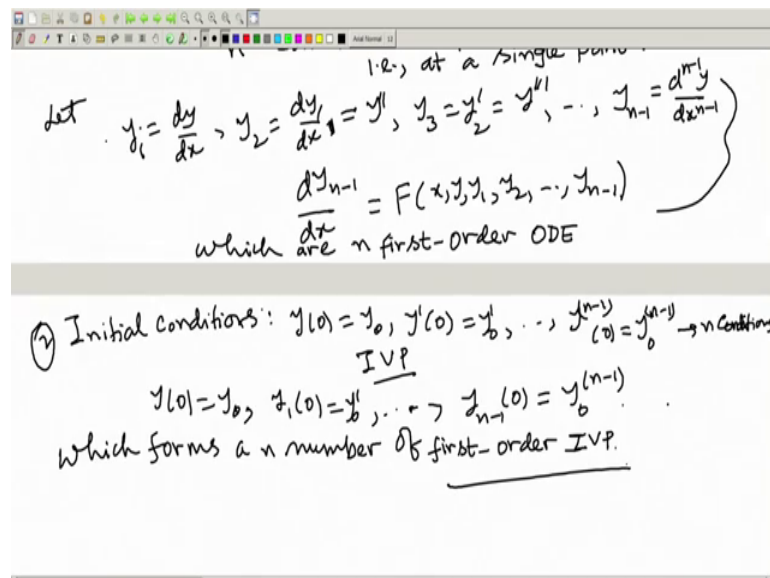 i.e., at a single point.
Let y₁ = dy/dx, y₂ = dy₁/dx = y'', y₃ = y₂' = y''', ..., yₙ₋₁ = dⁿ⁻¹y/dxⁿ⁻¹
dyₙ₋₁/dx = F(x, y, y₁, y₂, ..., yₙ₋₁)
which are n first-order ODE
② Initial conditions: y(0) = y₀, y'(0) = y₀', ..., y⁽ⁿ⁻¹⁾(0) = y₀⁽ⁿ⁻¹⁾ → n Conditions
IVP
y(0) = y₀, y₁(0) = y₀', ..., yₙ₋₁(0) = y₀⁽ⁿ⁻¹⁾
which forms a n number of first-order IVP.